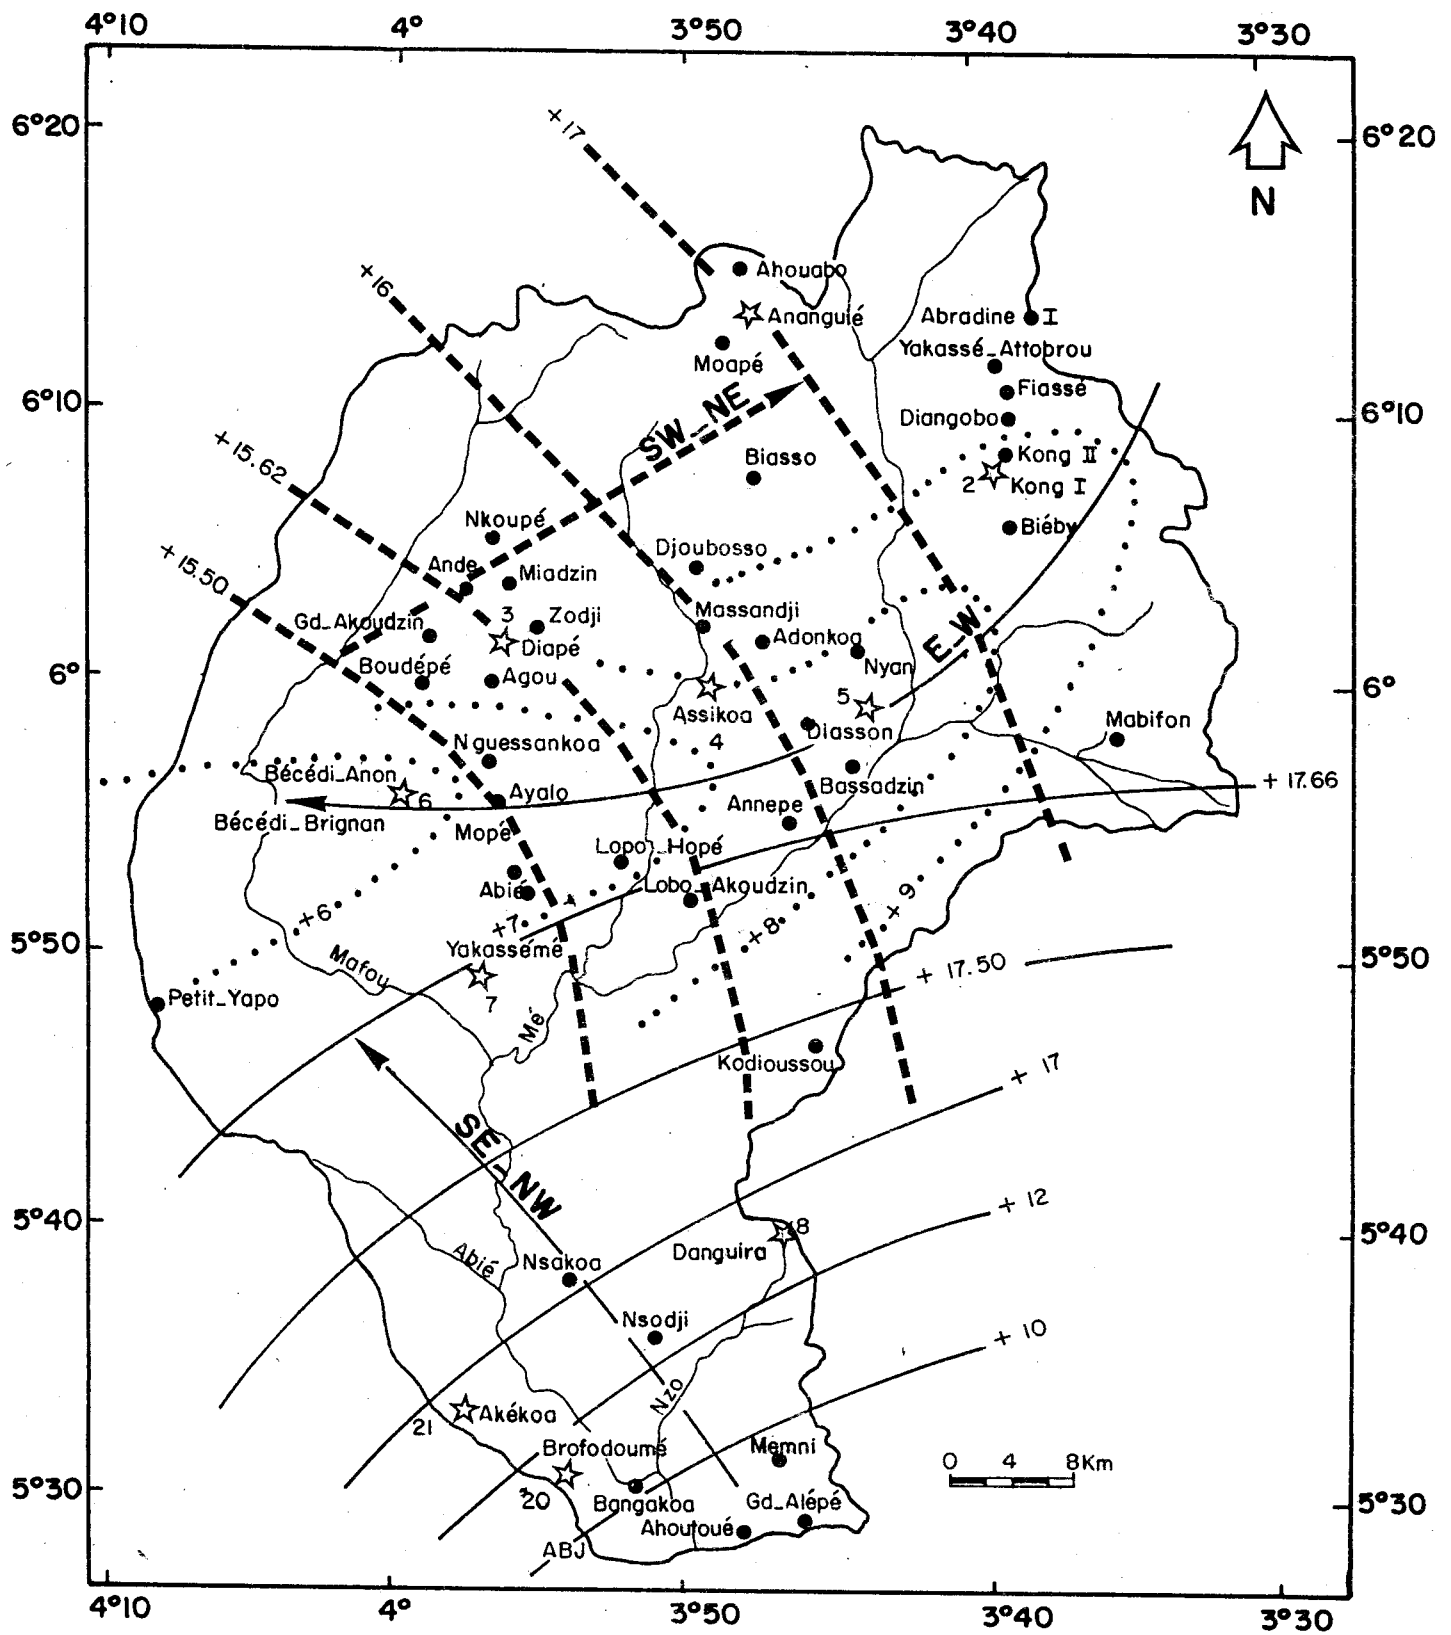 4°10
4°
3°50
3°40
3°30
6°20
+17
6°20
N
+16
Ahouabo
Ananguié
Abradine I
Moapé
Yakassé_Attobrou
Fiassé
6°10
SW_NE
Diangobo
6°10
+15.62
Biasso
Kong II
2
Kong I
Nkoupé
Biéby
+15.50
Djoubosso
Ande
Miadzin
3
Zodji
Massandji
Gd_Akoudzin
Adonkoa
E_W
Diapé
6°
Boudépé
Agou
Nyan
6°
5
Assikoa
Diasson
Mabifon
Nguessankoa
4
Bécédi_Anon
6
Ayalo
Bassadzin
+17.66
Annepe
Bécédi_Brignan
Mopé
Lopo_Hopé
Abié
Lobo_Akoudzin
+6
+7
+8
+9
5°50
Yakassémé
Mafou
+17.50
5°50
Petit_Yapo
7
Mé
Kodioussou
+17
SE_NW
5°40
+12
8
5°40
Abié
Nsakoa
Danguira
Nsodji
+10
Nzo
21
Akékoa
Brofodoumé
Memni
0 4 8Km
5°30
20
Bangakoa
Gd_Alépé
5°30
Ahoutoué
ABJ
4°10
4°
3°50
3°40
3°30